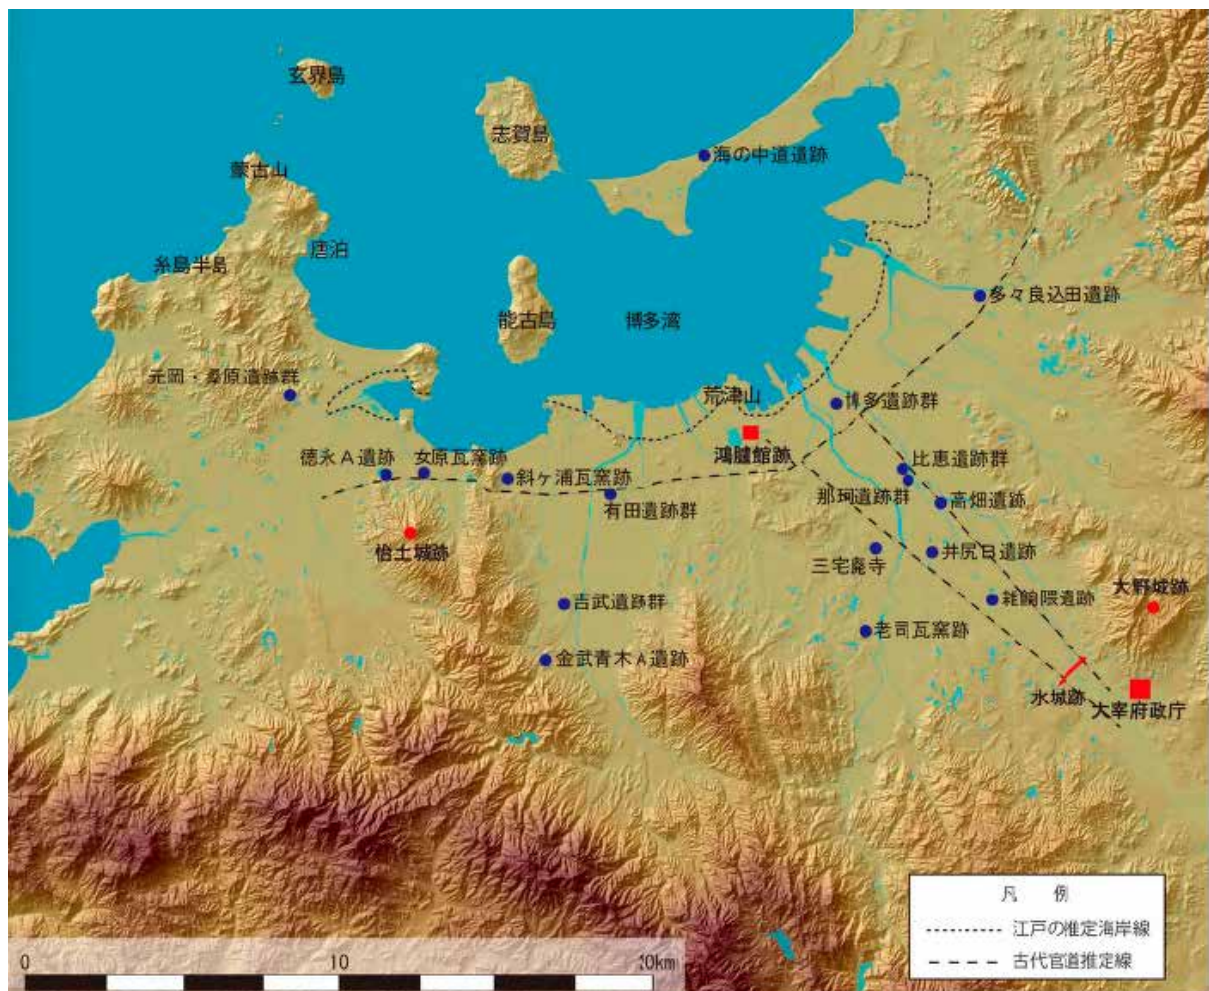 玄界島
志賀島
海の中道遺跡
蒙古山
唐泊
糸島半島
多々良込田遺跡
能古島
博多湾
元岡・桑原遺跡群
荒津山
博多遺跡群
鴻臚館跡
徳永A遺跡
女原瓦窯跡
斜ヶ浦瓦窯跡
比恵遺跡群
那珂遺跡群
高畑遺跡
有田遺跡群
怡土城跡
三宅廃寺
井尻B遺跡
大野城跡
吉武遺跡群
雑餉隈遺跡
老司瓦窯跡
金武青木A遺跡
水城跡
大宰府政庁
凡 例
江戸の推定海岸線
古代官道推定線
0 10 20km